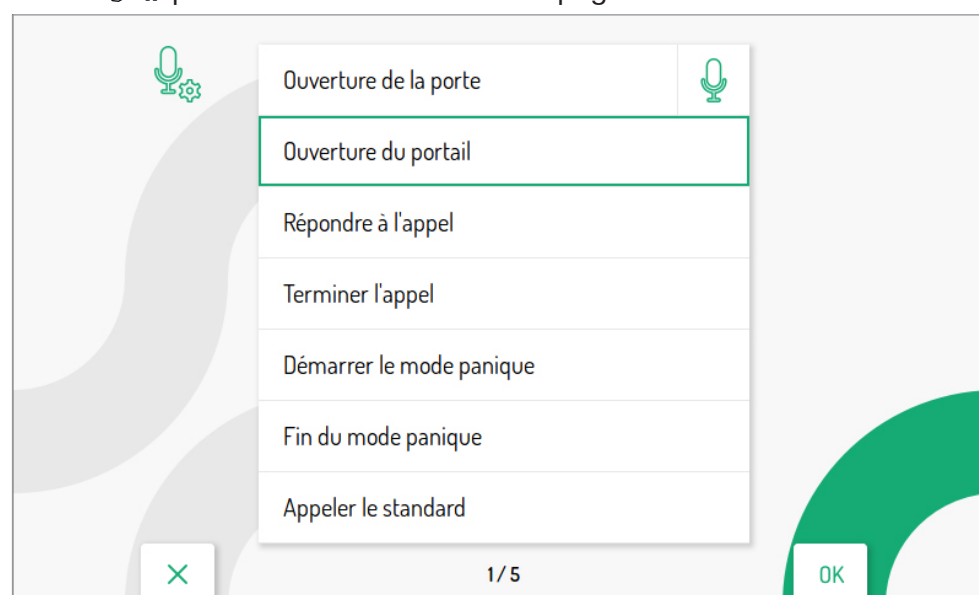 Ouverture de la porte
Ouverture du portail
Répondre à l'appel
Terminer l'appel
Démarrer le mode panique
Fin du mode panique
Appeler le standard
1/5
OK